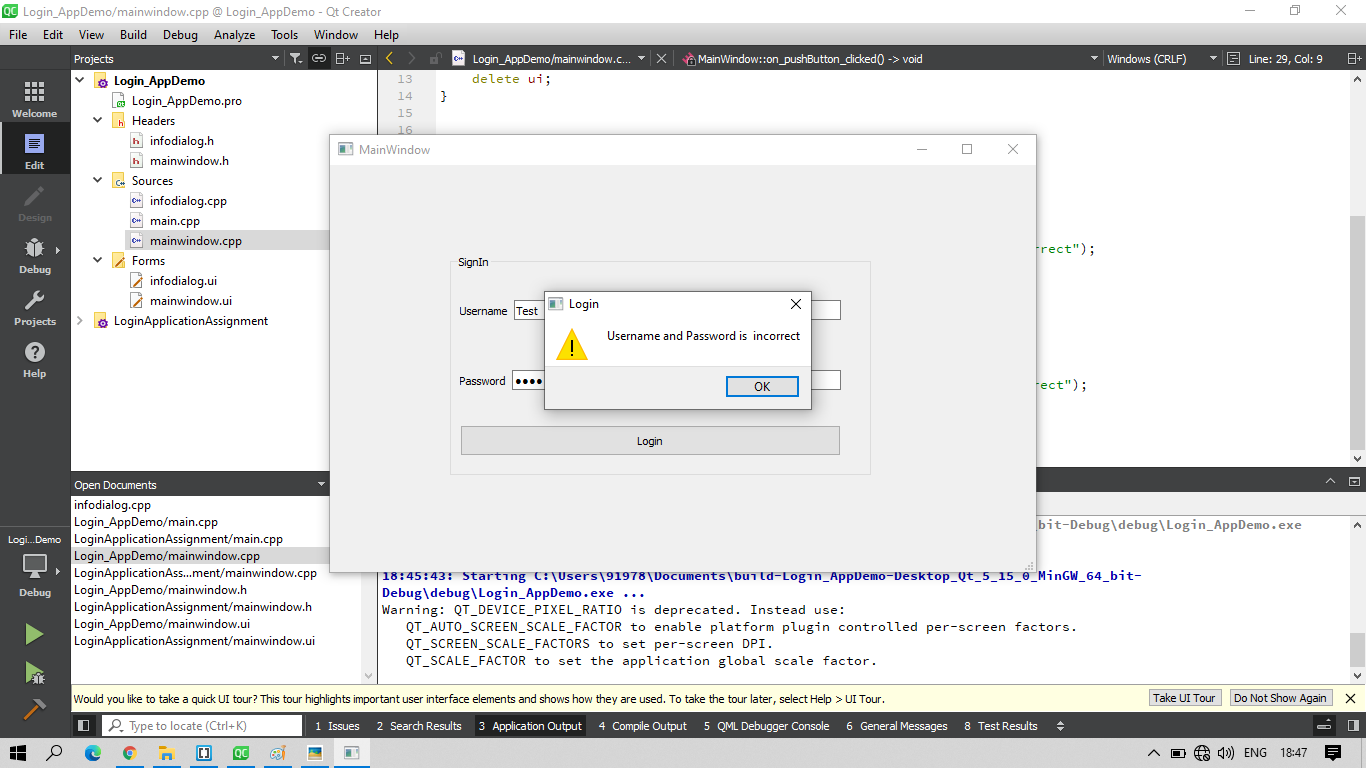 Login_AppDemo/mainwindow.cpp @ Login_AppDemo - Qt Creator
File Edit View Build Debug Analyze Tools Window Help
Projects
Login_AppDemo/mainwindow.c...
MainWindow::on_pushButton_clicked() -> void
Windows (CRLF)
Line: 29, Col: 9
Welcome
Edit
Design
Debug
Projects
Help
Login_AppDemo
Login_AppDemo.pro
Headers
infodialog.h
mainwindow.h
Sources
infodialog.cpp
main.cpp
mainwindow.cpp
Forms
infodialog.ui
mainwindow.ui
LoginApplicationAssignment
13 delete ui;
14 }
15
16
rrect");
rect");
MainWindow
SignIn
Username Test
Password ••••
Login
Login
Username and Password is  incorrect
OK
Open Documents
infodialog.cpp
Login_AppDemo/main.cpp
LoginApplicationAssignment/main.cpp
Login_AppDemo/mainwindow.cpp
LoginApplicationAss...ment/mainwindow.cpp
Login_AppDemo/mainwindow.h
LoginApplicationAssignment/mainwindow.h
Login_AppDemo/mainwindow.ui
LoginApplicationAssignment/mainwindow.ui
Logi...Demo
Debug
bit-Debug\debug\Login_AppDemo.exe
18:45:43: Starting C:\Users\91978\Documents\build-Login_AppDemo-Desktop_Qt_5_15_0_MinGW_64_bit-
Debug\debug\Login_AppDemo.exe ...
Warning: QT_DEVICE_PIXEL_RATIO is deprecated. Instead use:
QT_AUTO_SCREEN_SCALE_FACTOR to enable platform plugin controlled per-screen factors.
QT_SCREEN_SCALE_FACTORS to set per-screen DPI.
QT_SCALE_FACTOR to set the application global scale factor.
Would you like to take a quick UI tour? This tour highlights important user interface elements and shows how they are used. To take the tour later, select Help > UI Tour.
Take UI Tour
Do Not Show Again
Type to locate (Ctrl+K)
1 Issues 2 Search Results 3 Application Output 4 Compile Output 5 QML Debugger Console 6 General Messages 8 Test Results
ENG 18:47